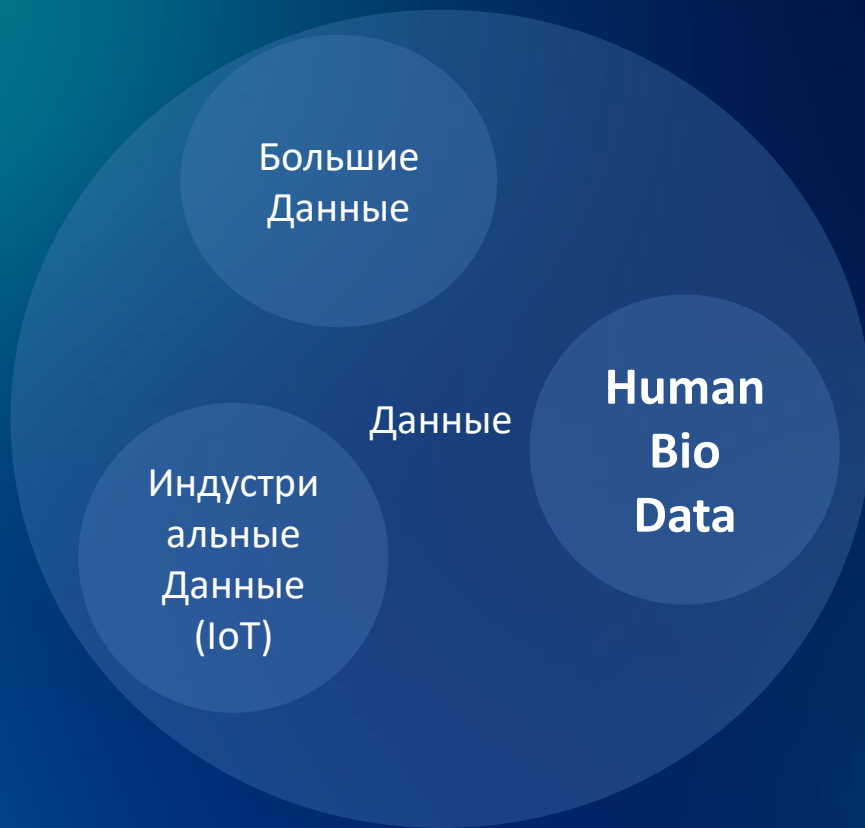 Большие
Данные
Данные
Human
Bio
Data
Индустри
альные
Данные
(IoT)